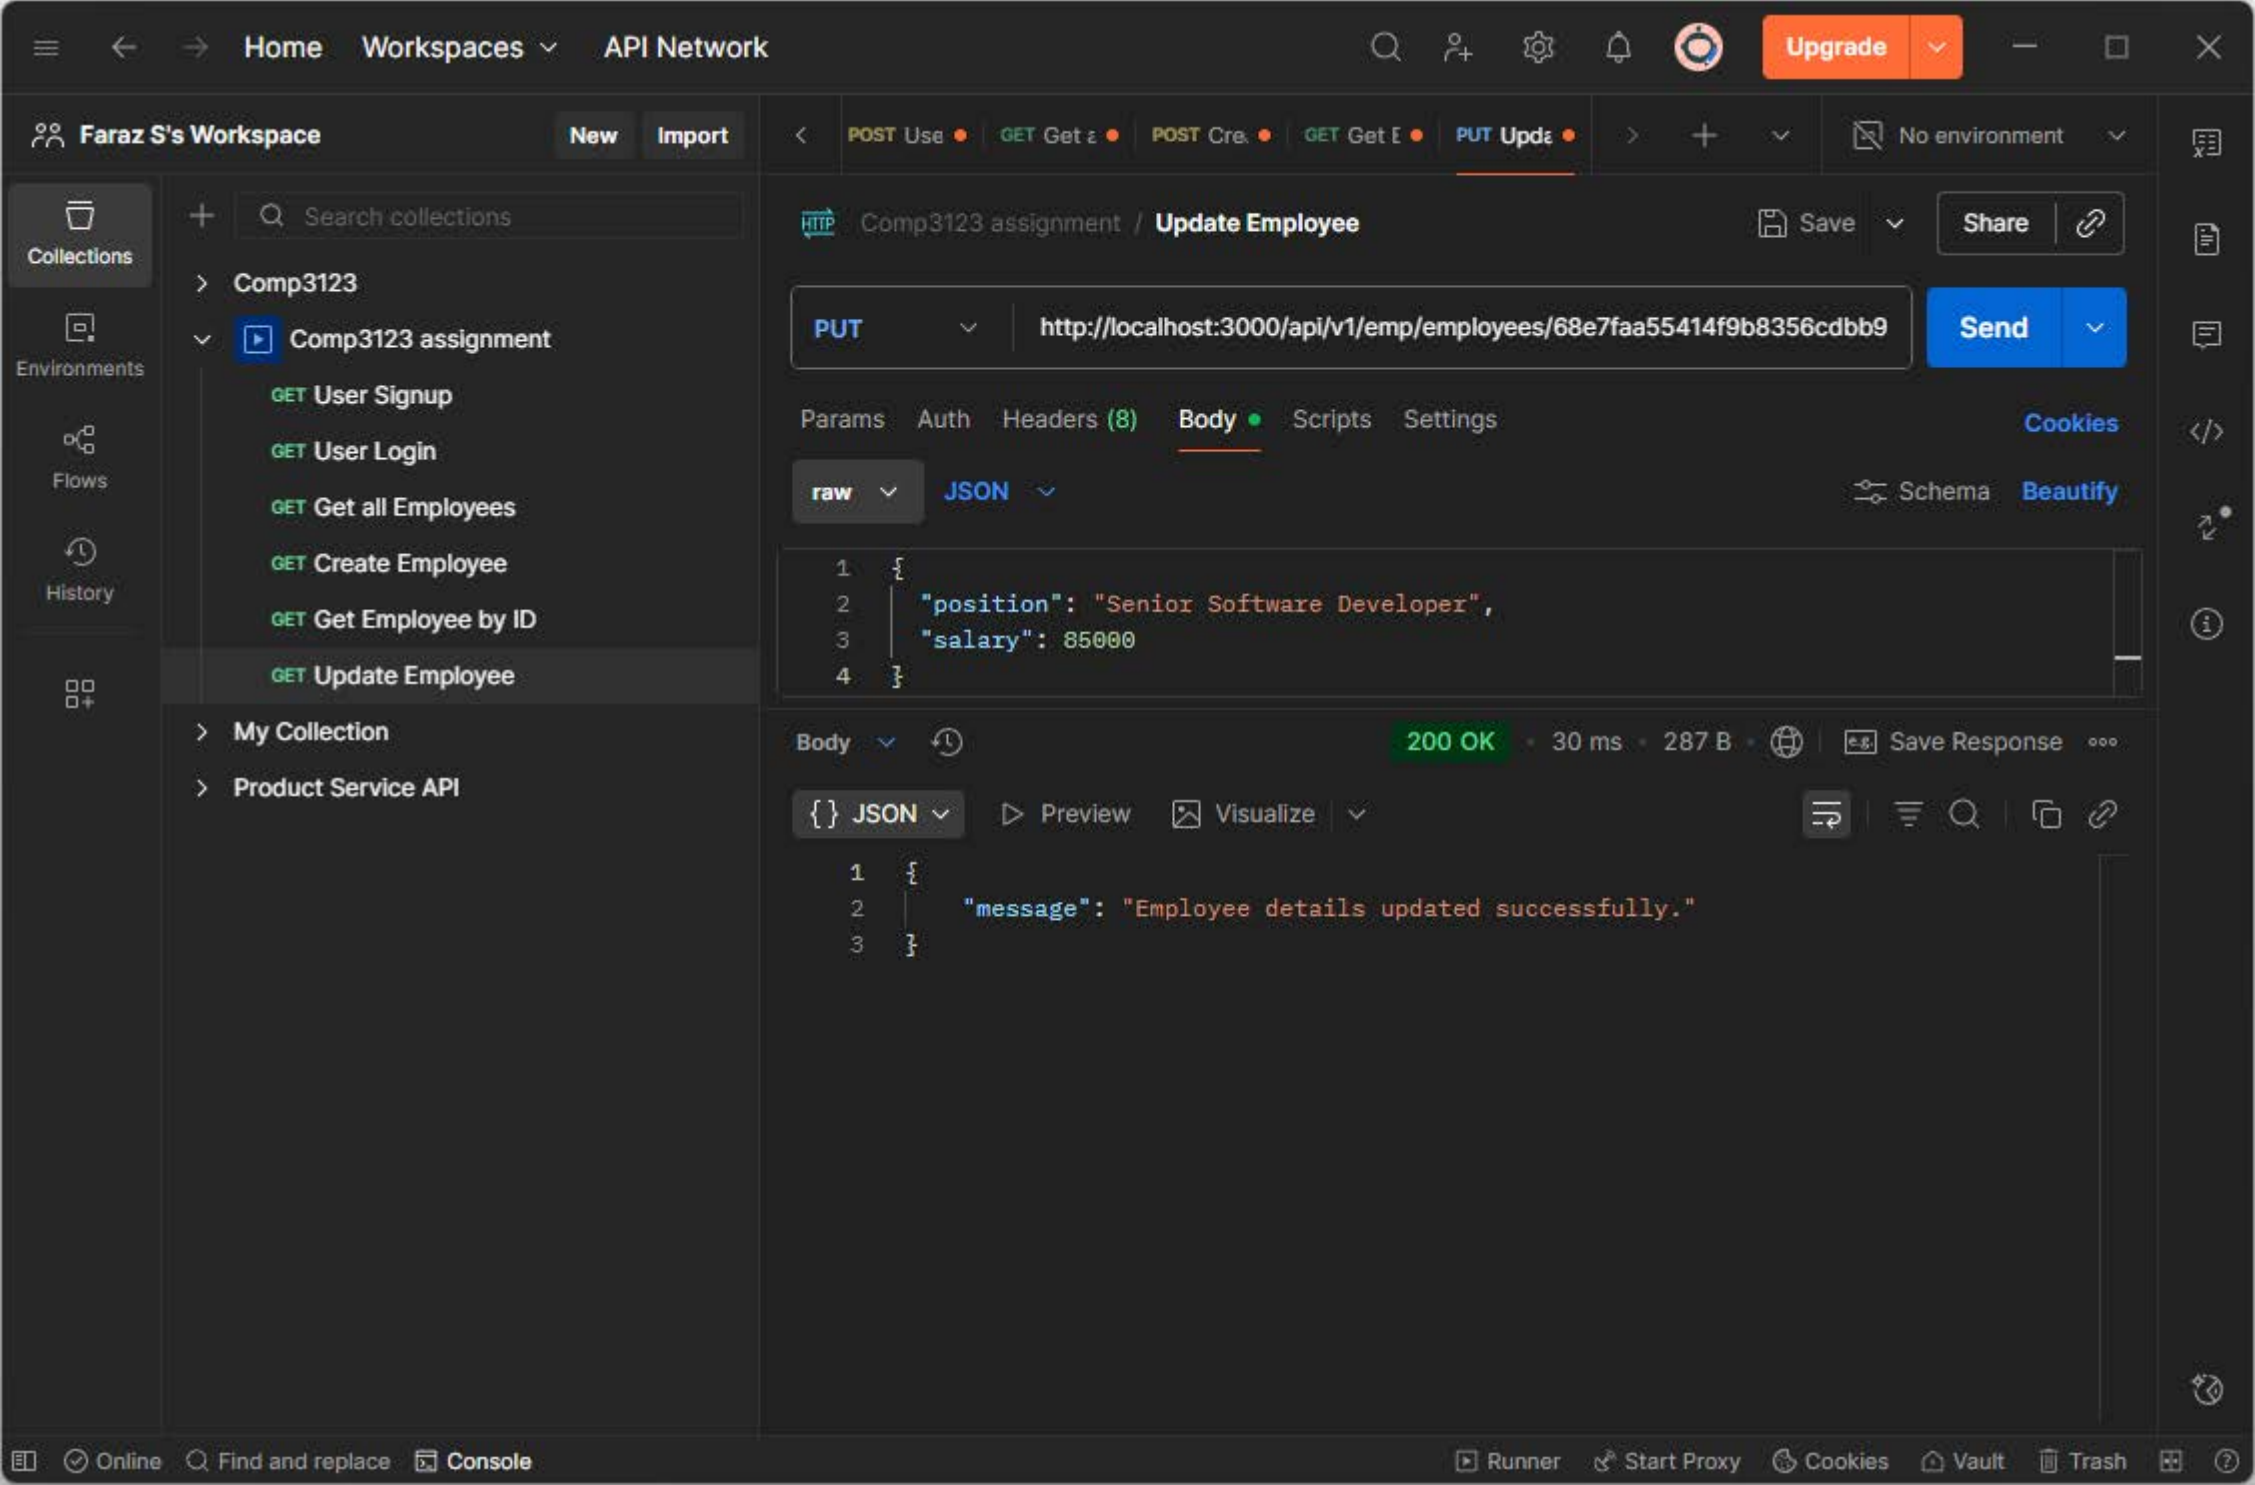 Home Workspaces API Network Upgrade
Faraz S's Workspace New Import
POST Use GET Get a POST Cre GET Get E PUT Upda No environment
Collections
Environments
Flows
History
Search collections
Comp3123
Comp3123 assignment
GET User Signup
GET User Login
GET Get all Employees
GET Create Employee
GET Get Employee by ID
GET Update Employee
My Collection
Product Service API
HTTP Comp3123 assignment / Update Employee Save Share
PUT http://localhost:3000/api/v1/emp/employees/68e7faa55414f9b8356cdbb9 Send
Params Auth Headers (8) Body Scripts Settings Cookies
raw JSON Schema Beautify
1 {
2 "position": "Senior Software Developer",
3 "salary": 85000
4 }
Body 200 OK 30 ms 287 B e.g. Save Response
{} JSON Preview Visualize
1 {
2 "message": "Employee details updated successfully."
3 }
Online Find and replace Console Runner Start Proxy Cookies Vault Trash